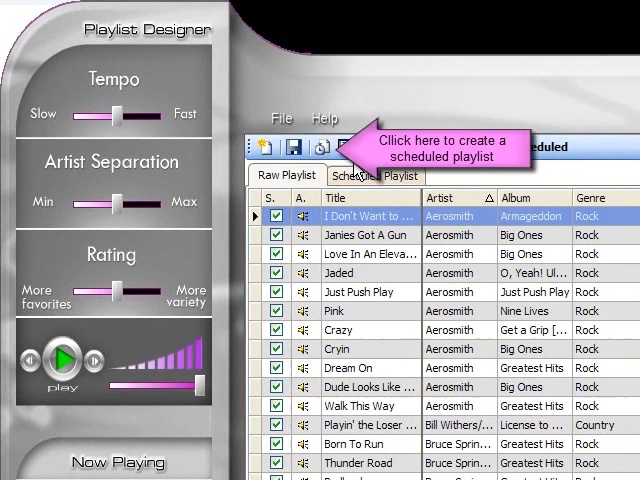 Playlist Designer
Tempo
Slow Fast
Artist Separation
Min Max
Rating
More favorites More variety
play
Now Playing
File Help
Cllick here to create a
scheduled playlist
Raw Playlist Playlist
S. A. Title Artist Album Genre
I Don't Want to ... Aerosmith Armageddon Rock
Janies Got A Gun Aerosmith Big Ones Rock
Love In An Eleva... Aerosmith Big Ones Rock
Jaded Aerosmith O, Yeah! Ul... Rock
Just Push Play Aerosmith Just Push Play Rock
Pink Aerosmith Nine Lives Rock
Crazy Aerosmith Get a Grip [... Rock
Cryin Aerosmith Big Ones Rock
Dream On Aerosmith Greatest Hits Rock
Dude Looks Like ... Aerosmith Big Ones Rock
Walk This Way Aerosmith Greatest Hits Rock
Playin' the Loser ... Bill Withers/... License to ... Country
Born To Run Bruce Sprin... Greatest Hits Rock
Thunder Road Bruce Sprin... Greatest Hits Rock